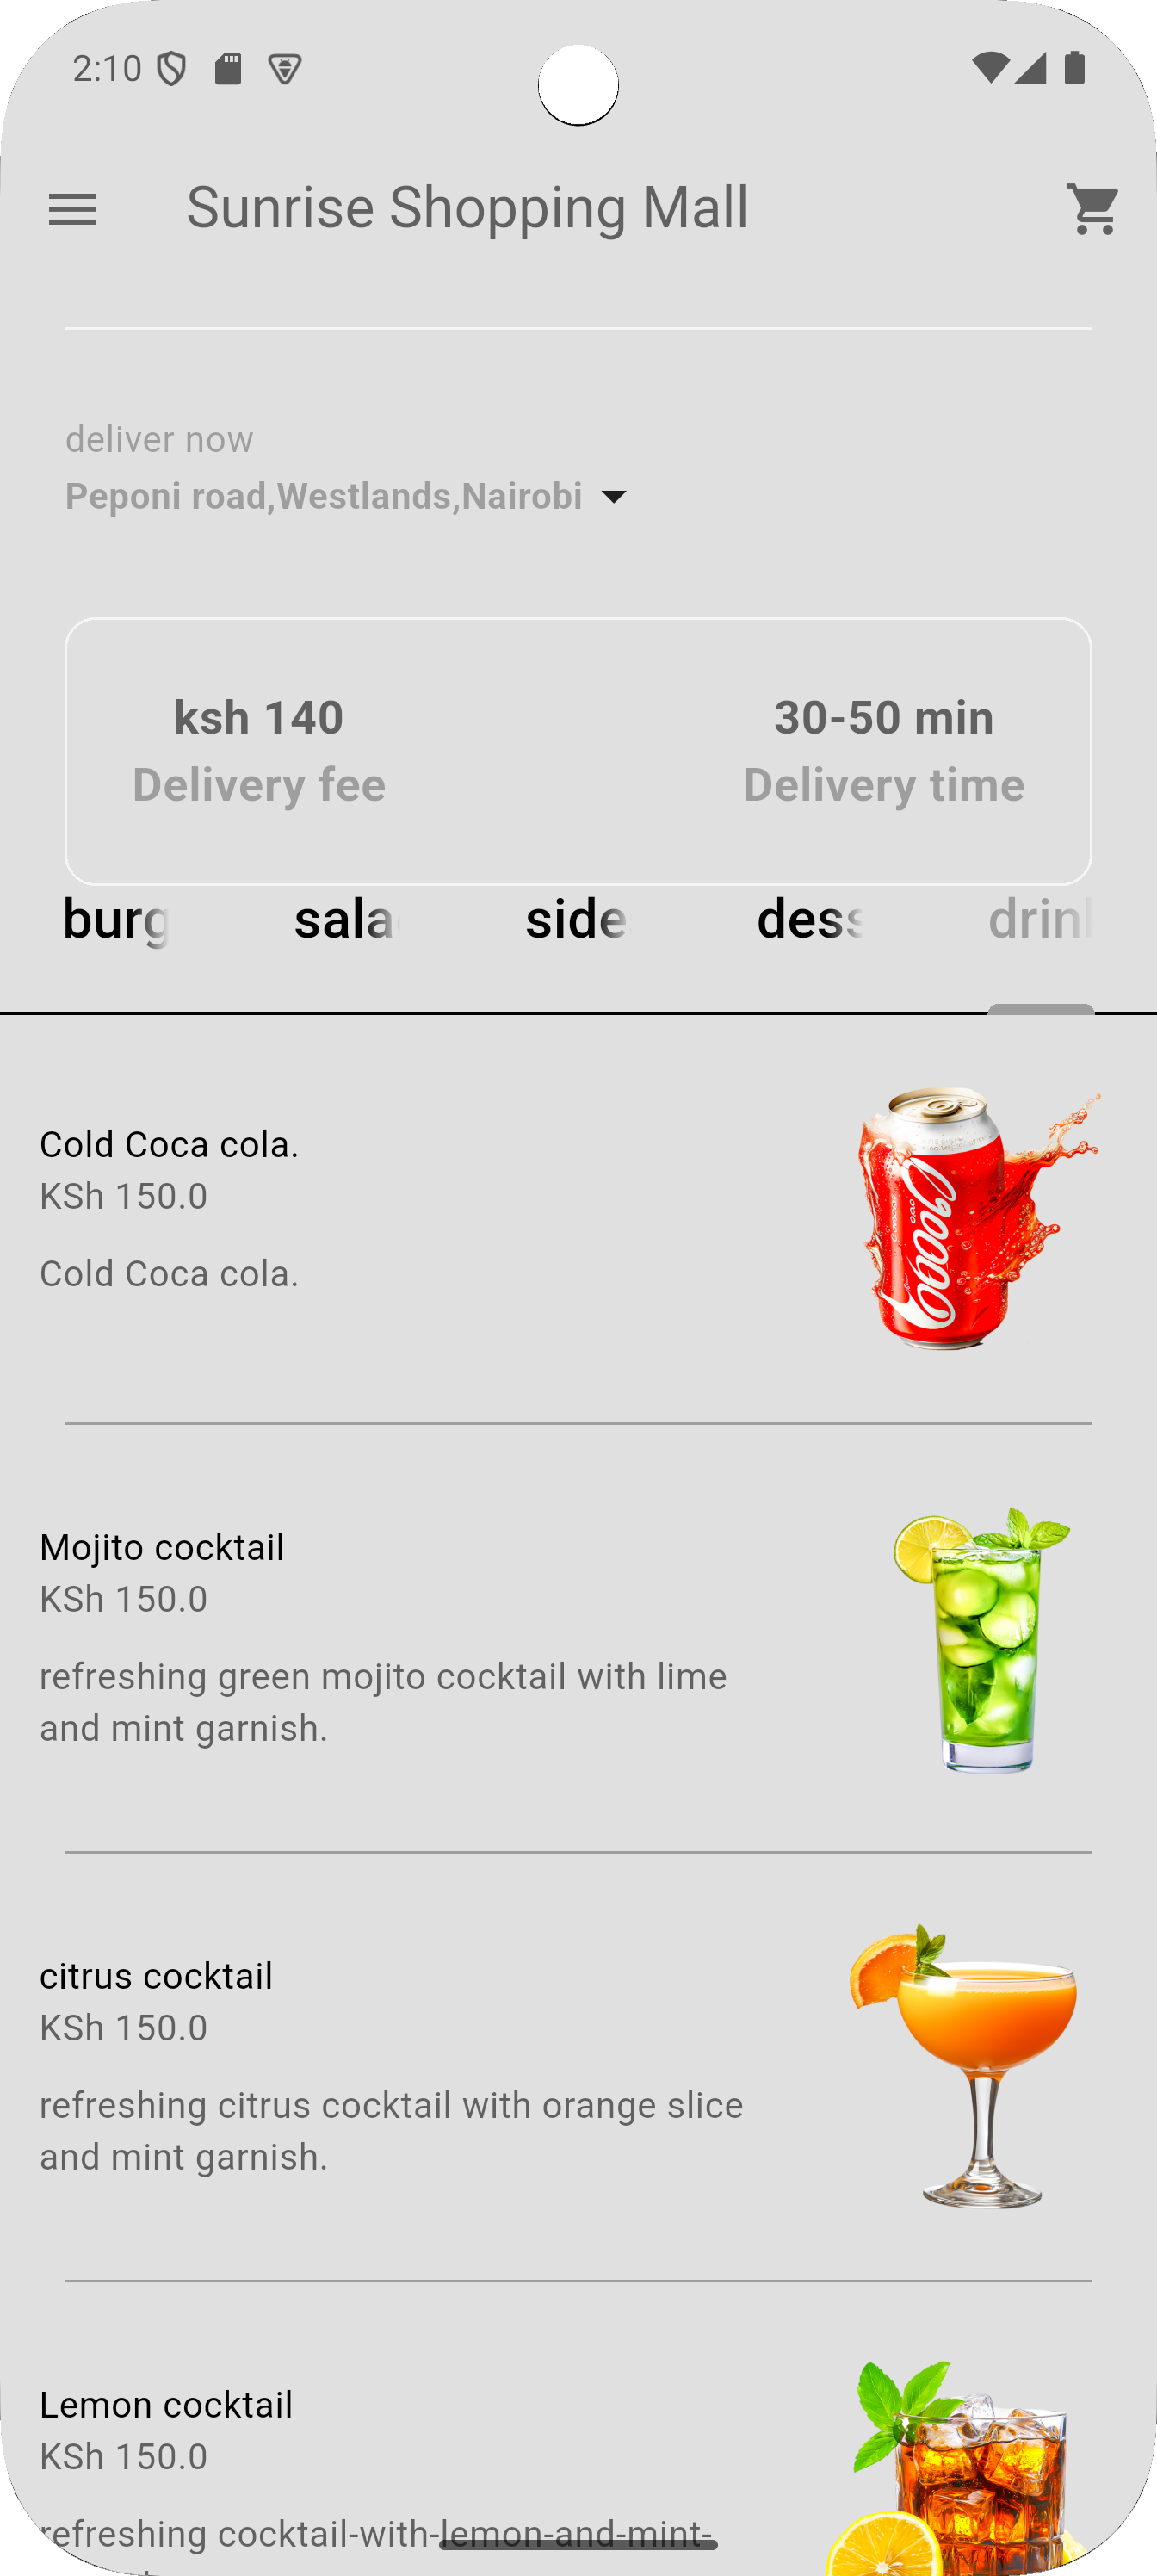 2:10
Sunrise Shopping Mall
deliver now
Peponi road,Westlands,Nairobi
ksh 140
30-50 min
Delivery fee
Delivery time
burg sala side dess drin
Cold Coca cola.
KSh 150.0
Cold Coca cola.
Mojito cocktail
KSh 150.0
refreshing green mojito cocktail with lime
and mint garnish.
citrus cocktail
KSh 150.0
refreshing citrus cocktail with orange slice
and mint garnish.
Lemon cocktail
KSh 150.0
refreshing cocktail-with-lemon-and-mint-